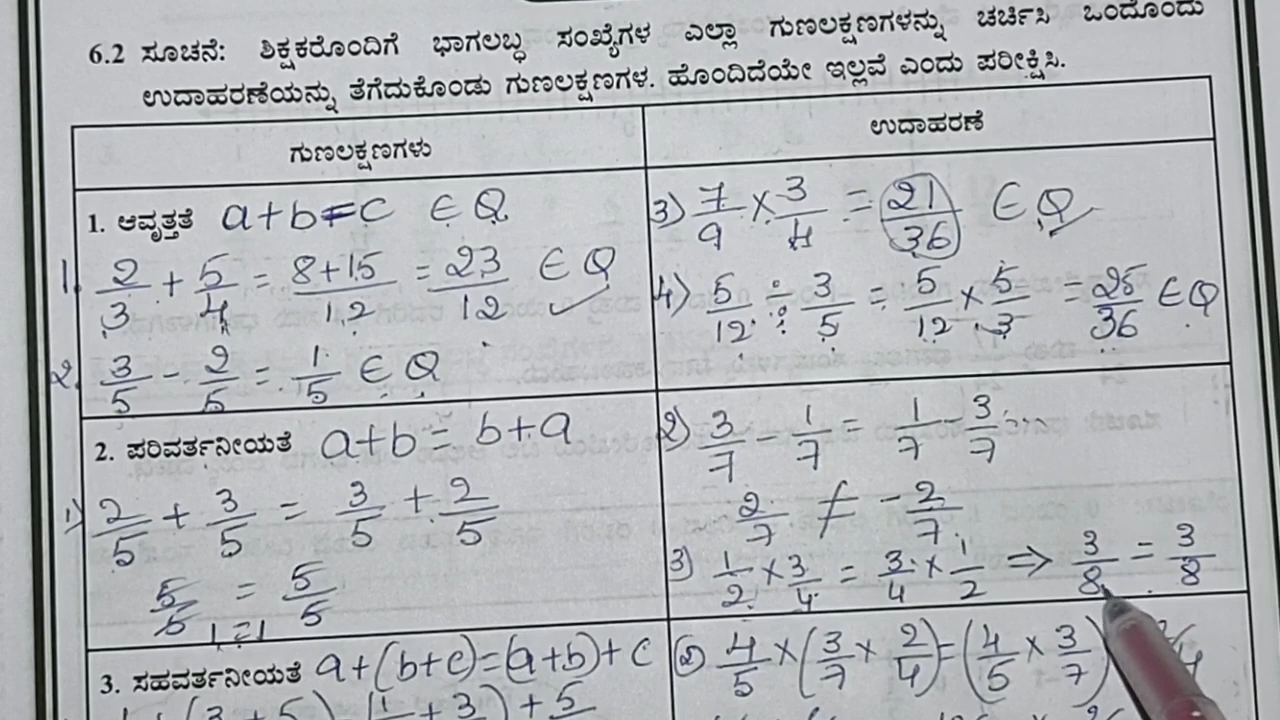 6.2 ಸೂಚನೆ: ಶಿಕ್ಷಕರೊಂದಿಗೆ ಭಾಗಲಬ್ಧ ಸಂಖ್ಯೆಗಳ ಎಲ್ಲಾ ಗುಣಲಕ್ಷಣಗಳನ್ನು ಚರ್ಚಿಸಿ ಒಂದೊಂದು
ಉದಾಹರಣೆಯನ್ನು ತೆಗೆದುಕೊಂಡು ಗುಣಲಕ್ಷಣಗಳ. ಹೊಂದಿದೆಯೇ ಇಲ್ಲವೆ ಎಂದು ಪರೀಕ್ಷಿಸಿ.
ಗುಣಲಕ್ಷಣಗಳು
ಉದಾಹರಣೆ
1. ಆವೃತ್ತತೆ a+b=c ∈ Q
1. 2/3 + 5/4 = 8+15/12 = 23/12 ∈ Q
2. 3/5 - 2/5 = 1/5 ∈ Q
3) 7/9 × 3/4 = 21/36 ∈ Q
4) 5/12 ÷ 3/5 = 5/12 × 5/3 = 25/36 ∈ Q
2. ಪರಿವರ್ತನೀಯತೆ a+b = b+a
1) 2/5 + 3/5 = 3/5 + 2/5
5/5 = 5/5
1=1
2) 3/7 - 1/7 = 1/7 - 3/7
2/7 ≠ -2/7
3) 1/2 × 3/4 = 3/4 × 1/2 ⇒ 3/8 = 3/8
3. ಸಹವರ್ತನೀಯತೆ a+(b+c)=(a+b)+c
2) 4/5 × (3/7 × 2/4) = (4/5 × 3/7)